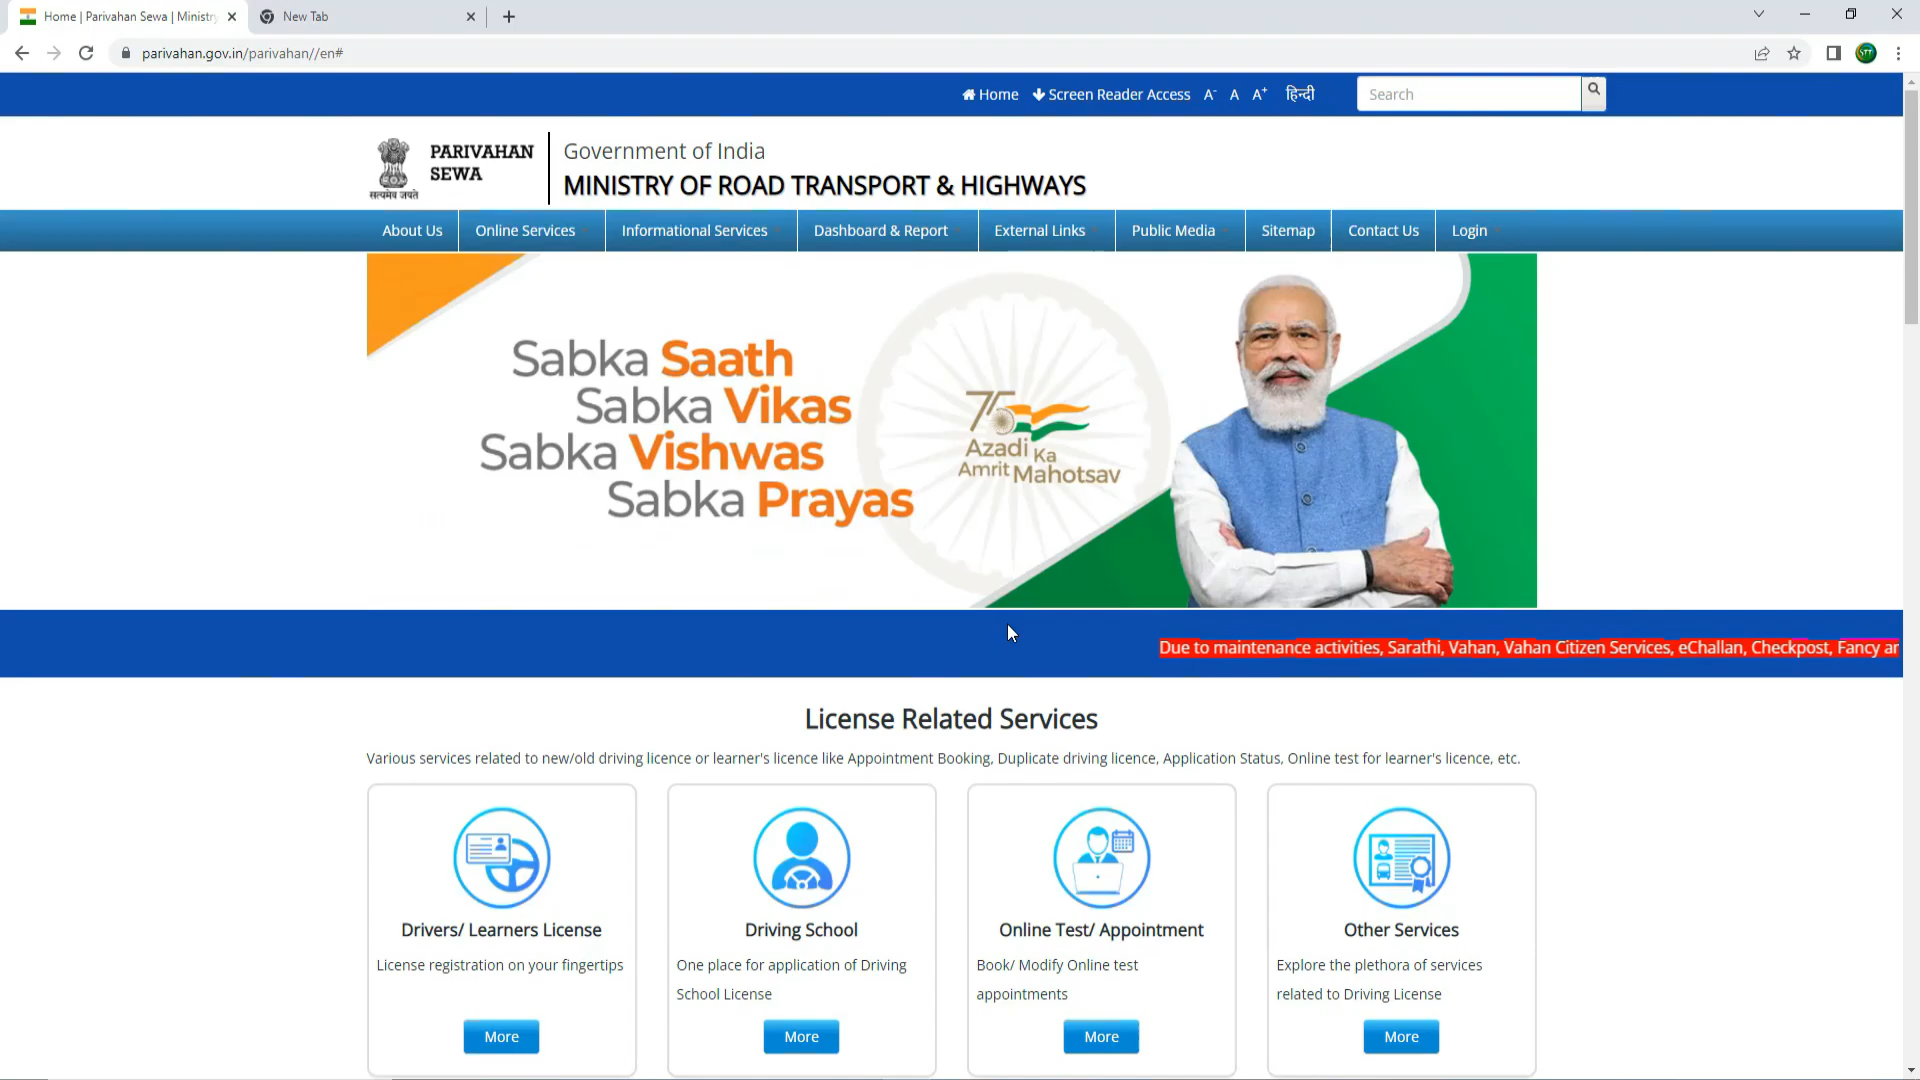 Home | Parivahan Sewa | Ministry
New Tab
parivahan.gov.in/parivahan//en#
STT
Home
Screen Reader Access
A- A A+
हिन्दी
Search
सत्यमेव जयते
PARIVAHAN
SEWA
Government of India
MINISTRY OF ROAD TRANSPORT & HIGHWAYS
About Us
Online Services
Informational Services
Dashboard & Report
External Links
Public Media
Sitemap
Contact Us
Login
Sabka Saath
Sabka Vikas
Sabka Vishwas
Sabka Prayas
75
Azadi Ka
Amrit Mahotsav
Due to maintenance activities, Sarathi, Vahan, Vahan Citizen Services, eChallan, Checkpost, Fancy ar
License Related Services
Various services related to new/old driving licence or learner's licence like Appointment Booking, Duplicate driving licence, Application Status, Online test for learner's licence, etc.
Drivers/ Learners License
License registration on your fingertips
More
Driving School
One place for application of Driving
School License
More
Online Test/ Appointment
Book/ Modify Online test
appointments
More
Other Services
Explore the plethora of services
related to Driving License
More